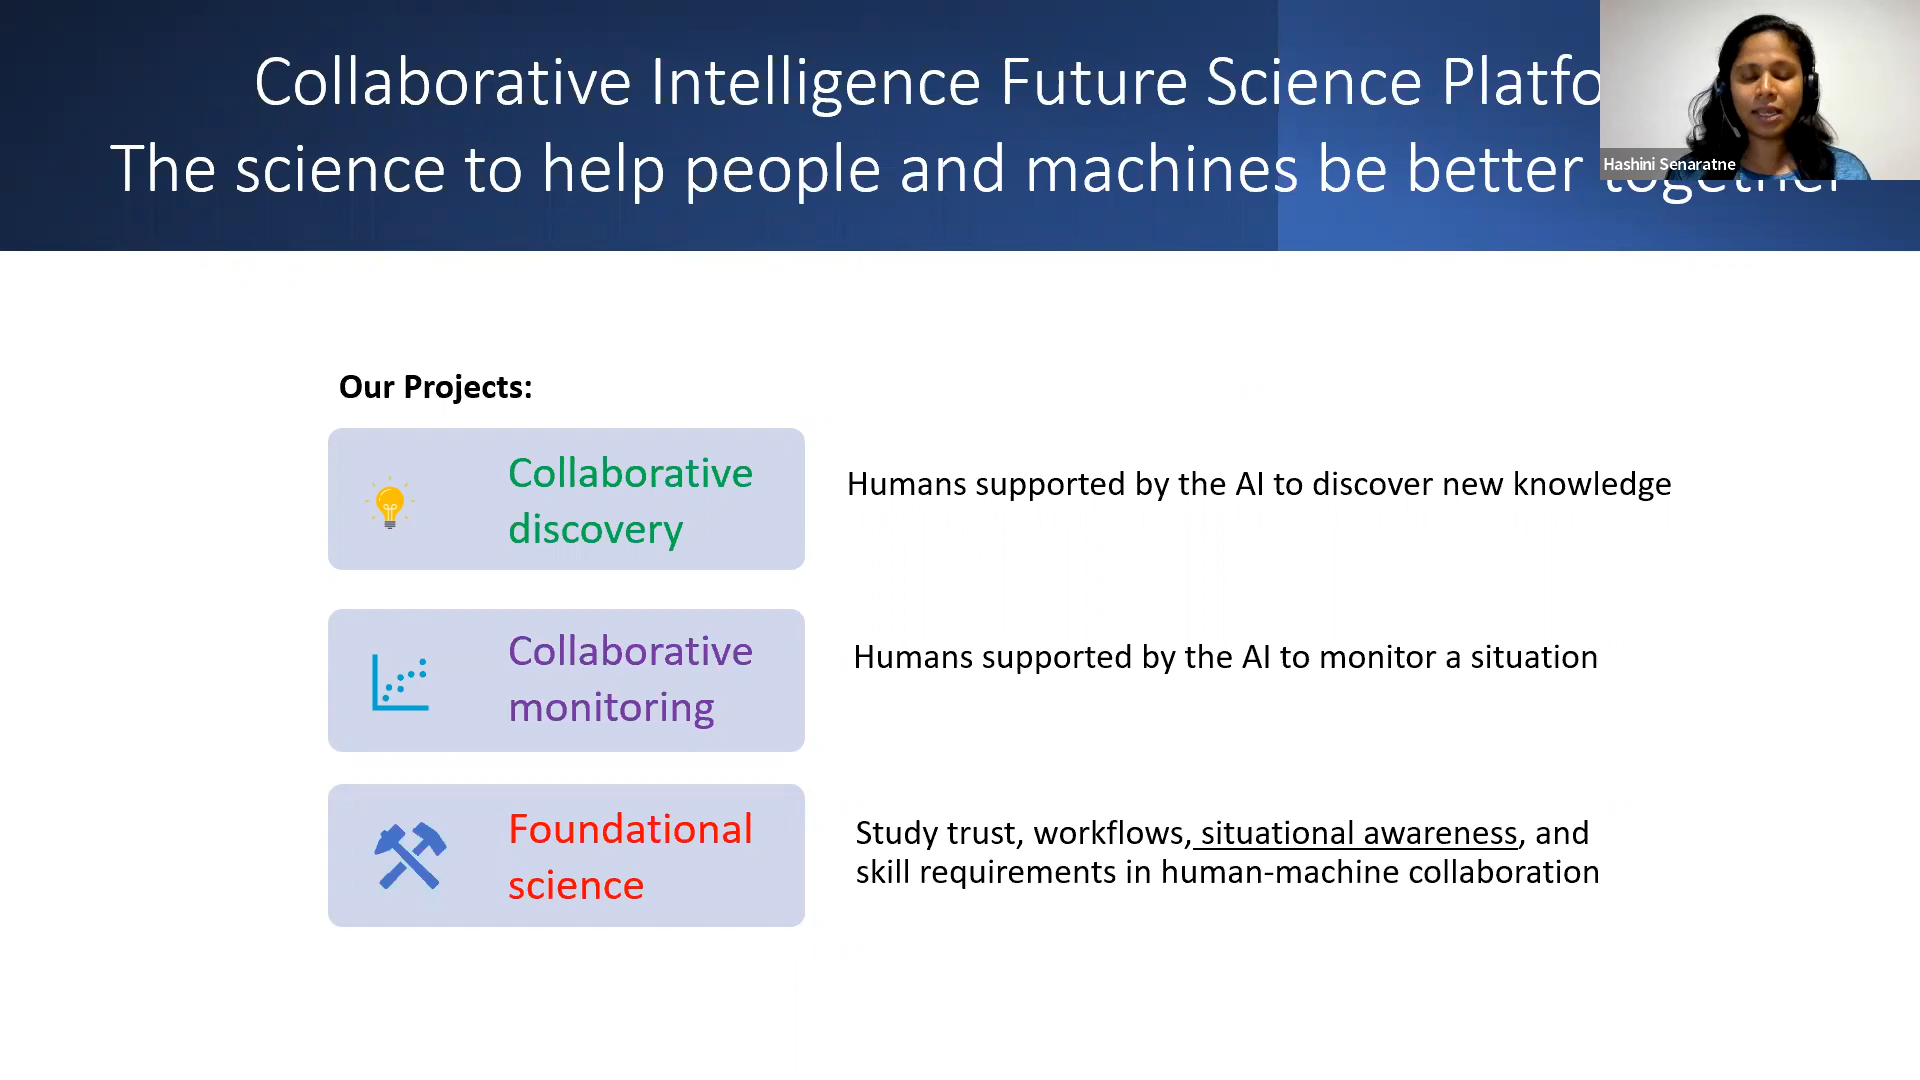 Collaborative Intelligence Future Science Platfo
The science to help people and machines be better together
Hashini Senaratne
Our Projects:
Collaborative
discovery
Humans supported by the AI to discover new knowledge
Collaborative
monitoring
Humans supported by the AI to monitor a situation
Foundational
science
Study trust, workflows, situational awareness, and
skill requirements in human-machine collaboration